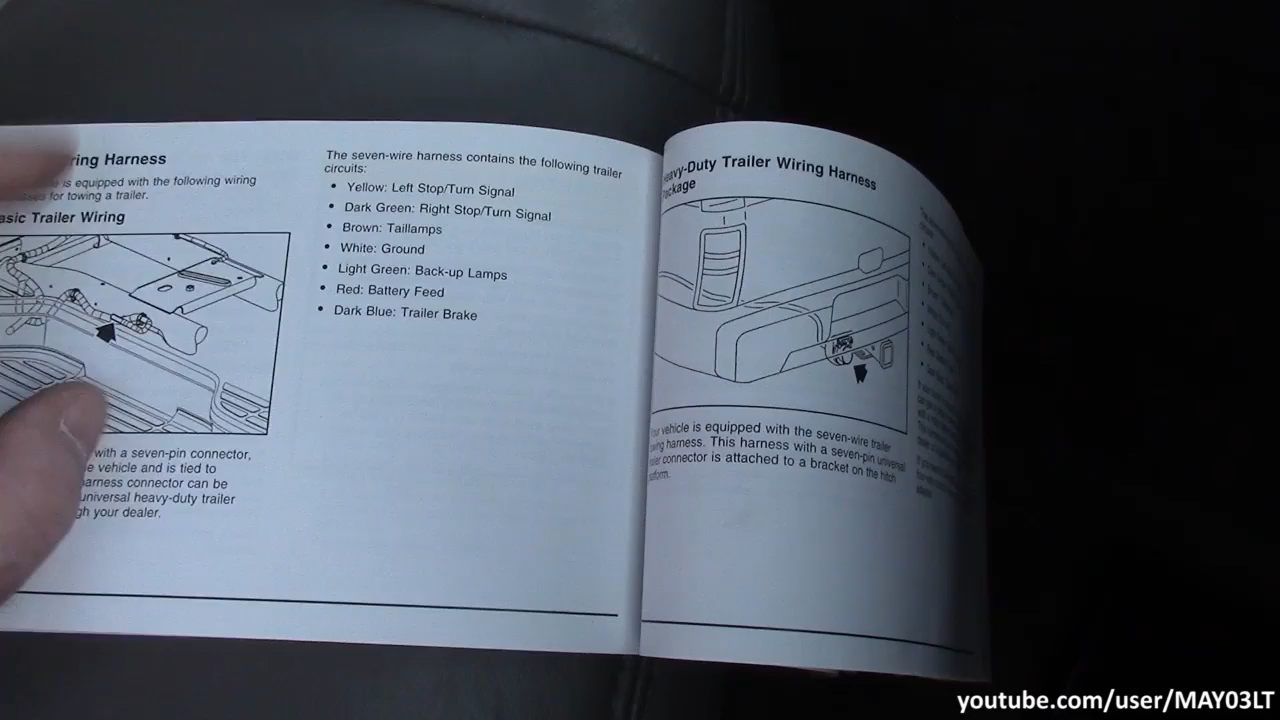 ring Harness
is equipped with the following wiring
for towing a trailer.
asic Trailer Wiring
with a seven-pin connector,
e vehicle and is tied to
arness connector can be
universal heavy-duty trailer
gh your dealer.
The seven-wire harness contains the following trailer
circuits:
• Yellow: Left Stop/Turn Signal
• Dark Green: Right Stop/Turn Signal
• Brown: Taillamps
• White: Ground
• Light Green: Back-up Lamps
• Red: Battery Feed
• Dark Blue: Trailer Brake
eavy-Duty Trailer Wiring Harness
ackage
Your vehicle is equipped with the seven-wire trailer
wing harness. This harness with a seven-pin universal
ailer connector is attached to a bracket on the hitch
atform.
youtube.com/user/MAY03LT